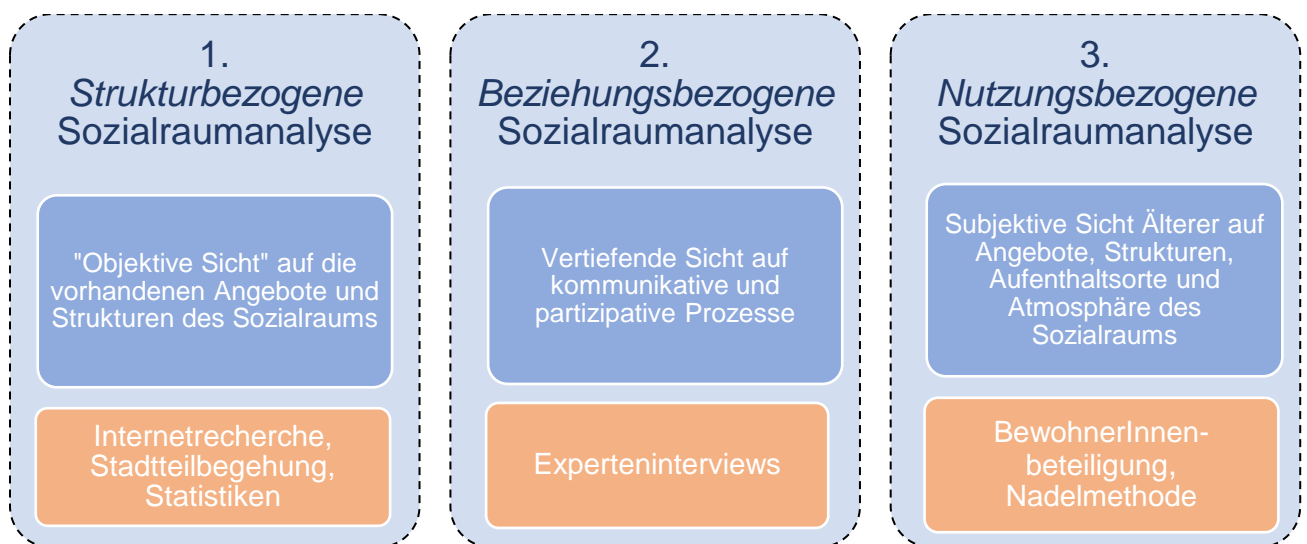 1.
Strukturbezogene
Sozialraumanalyse
"Objektive Sicht" auf die
vorhandenen Angebote und
Strukturen des Sozialraums
Internetrecherche,
Stadtteilbegehung,
Statistiken
2.
Beziehungsbezogene
Sozialraumanalyse
Vertiefende Sicht auf
kommunikative und
partizipative Prozesse
Experteninterviews
3.
Nutzungsbezogene
Sozialraumanalyse
Subjektive Sicht Älterer auf
Angebote, Strukturen,
Aufenthaltsorte und
Atmosphäre des
Sozialraums
BewohnerInnen-
beteiligung,
Nadelmethode